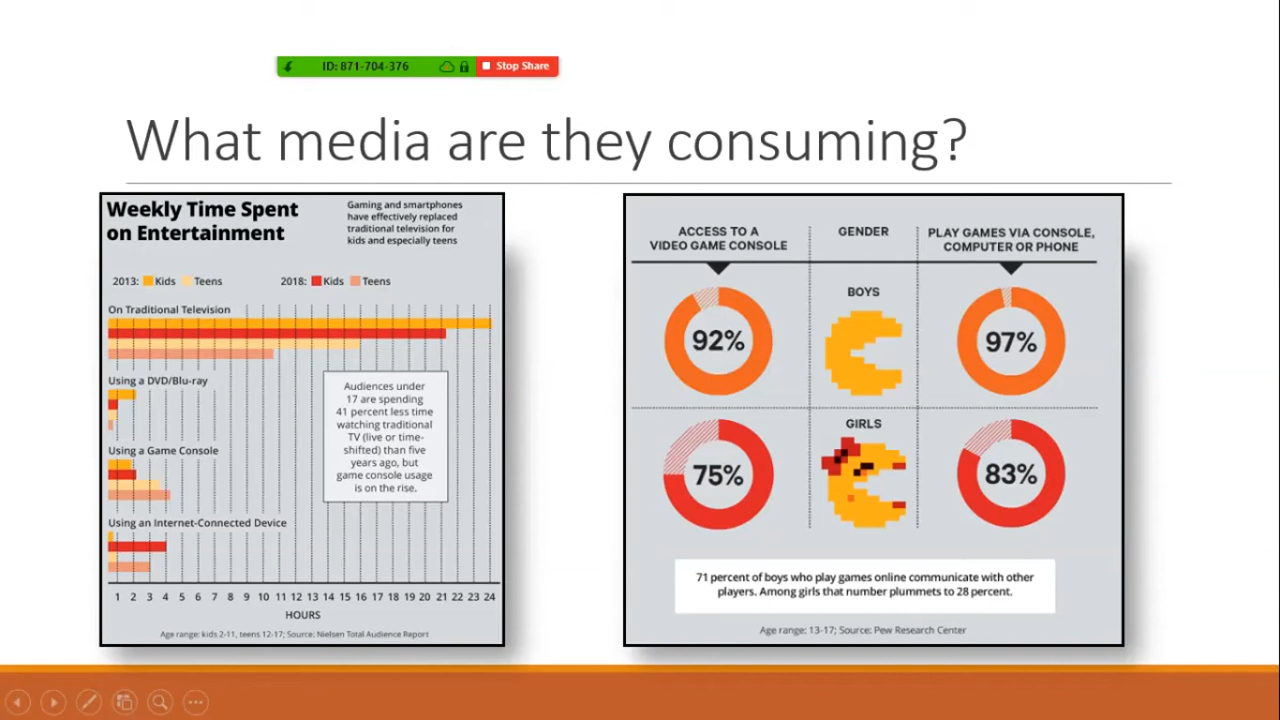 ID: 871-704-376
Stop Share
What media are they consuming?
Weekly Time Spent
on Entertainment
Gaming and smartphones
have effectively replaced
traditional television for
kids and especially teens
2013: Kids Teens 2018: Kids Teens
On Traditional Television
Using a DVD/Blu-ray
Using a Game Console
Using an Internet-Connected Device
Audiences under
17 are spending
41 percent less time
watching traditional
TV (live or time-
shifted) than five
years ago, but
game console usage
is on the rise.
1 2 3 4 5 6 7 8 9 10 11 12 13 14 15 16 17 18 19 20 21 22 23 24
HOURS
Age range: kids 2-11, teens 12-17; Source: Nielsen Total Audience Report
ACCESS TO A
VIDEO GAME CONSOLE
GENDER
PLAY GAMES VIA CONSOLE,
COMPUTER OR PHONE
BOYS
92%
97%
GIRLS
75%
83%
71 percent of boys who play games online communicate with other
players. Among girls that number plummets to 28 percent.
Age range: 13-17; Source: Pew Research Center